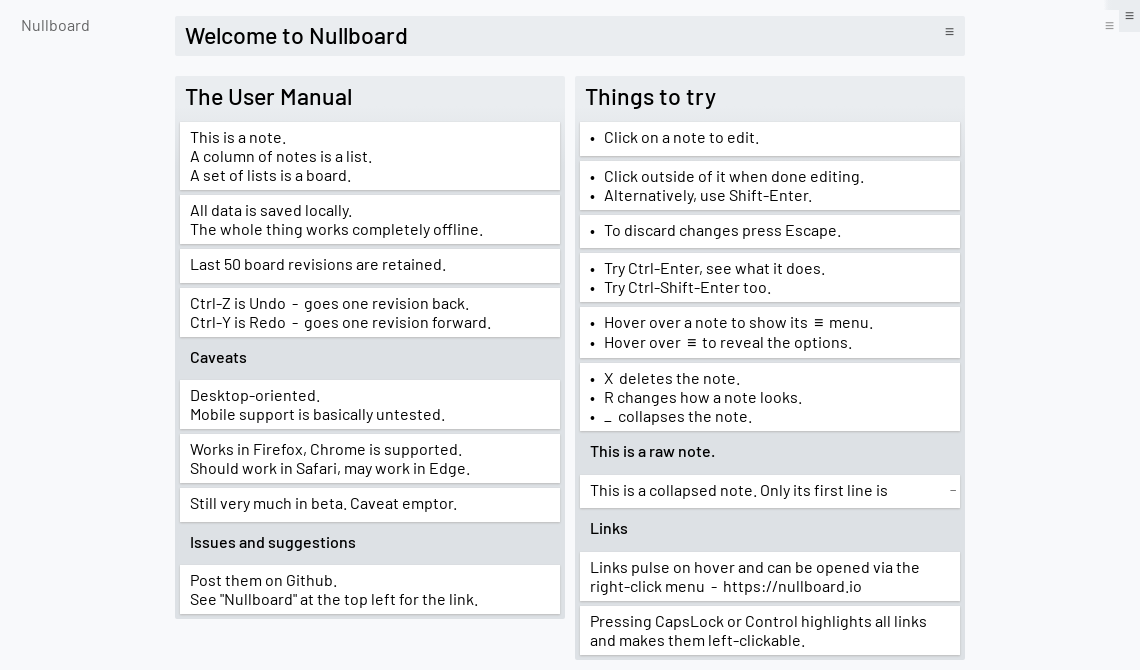 Nullboard
Welcome to Nullboard ≡
≡
≡
The User Manual
This is a note.
A column of notes is a list.
A set of lists is a board.
All data is saved locally.
The whole thing works completely offline.
Last 50 board revisions are retained.
Ctrl-Z is Undo - goes one revision back.
Ctrl-Y is Redo - goes one revision forward.
Caveats
Desktop-oriented.
Mobile support is basically untested.
Works in Firefox, Chrome is supported.
Should work in Safari, may work in Edge.
Still very much in beta. Caveat emptor.
Issues and suggestions
Post them on Github.
See "Nullboard" at the top left for the link.
Things to try
• Click on a note to edit.
• Click outside of it when done editing.
• Alternatively, use Shift-Enter.
• To discard changes press Escape.
• Try Ctrl-Enter, see what it does.
• Try Ctrl-Shift-Enter too.
• Hover over a note to show its ≡ menu.
• Hover over ≡ to reveal the options.
• X deletes the note.
• R changes how a note looks.
• _ collapses the note.
This is a raw note.
This is a collapsed note. Only its first line is –
Links
Links pulse on hover and can be opened via the
right-click menu - https://nullboard.io
Pressing CapsLock or Control highlights all links
and makes them left-clickable.